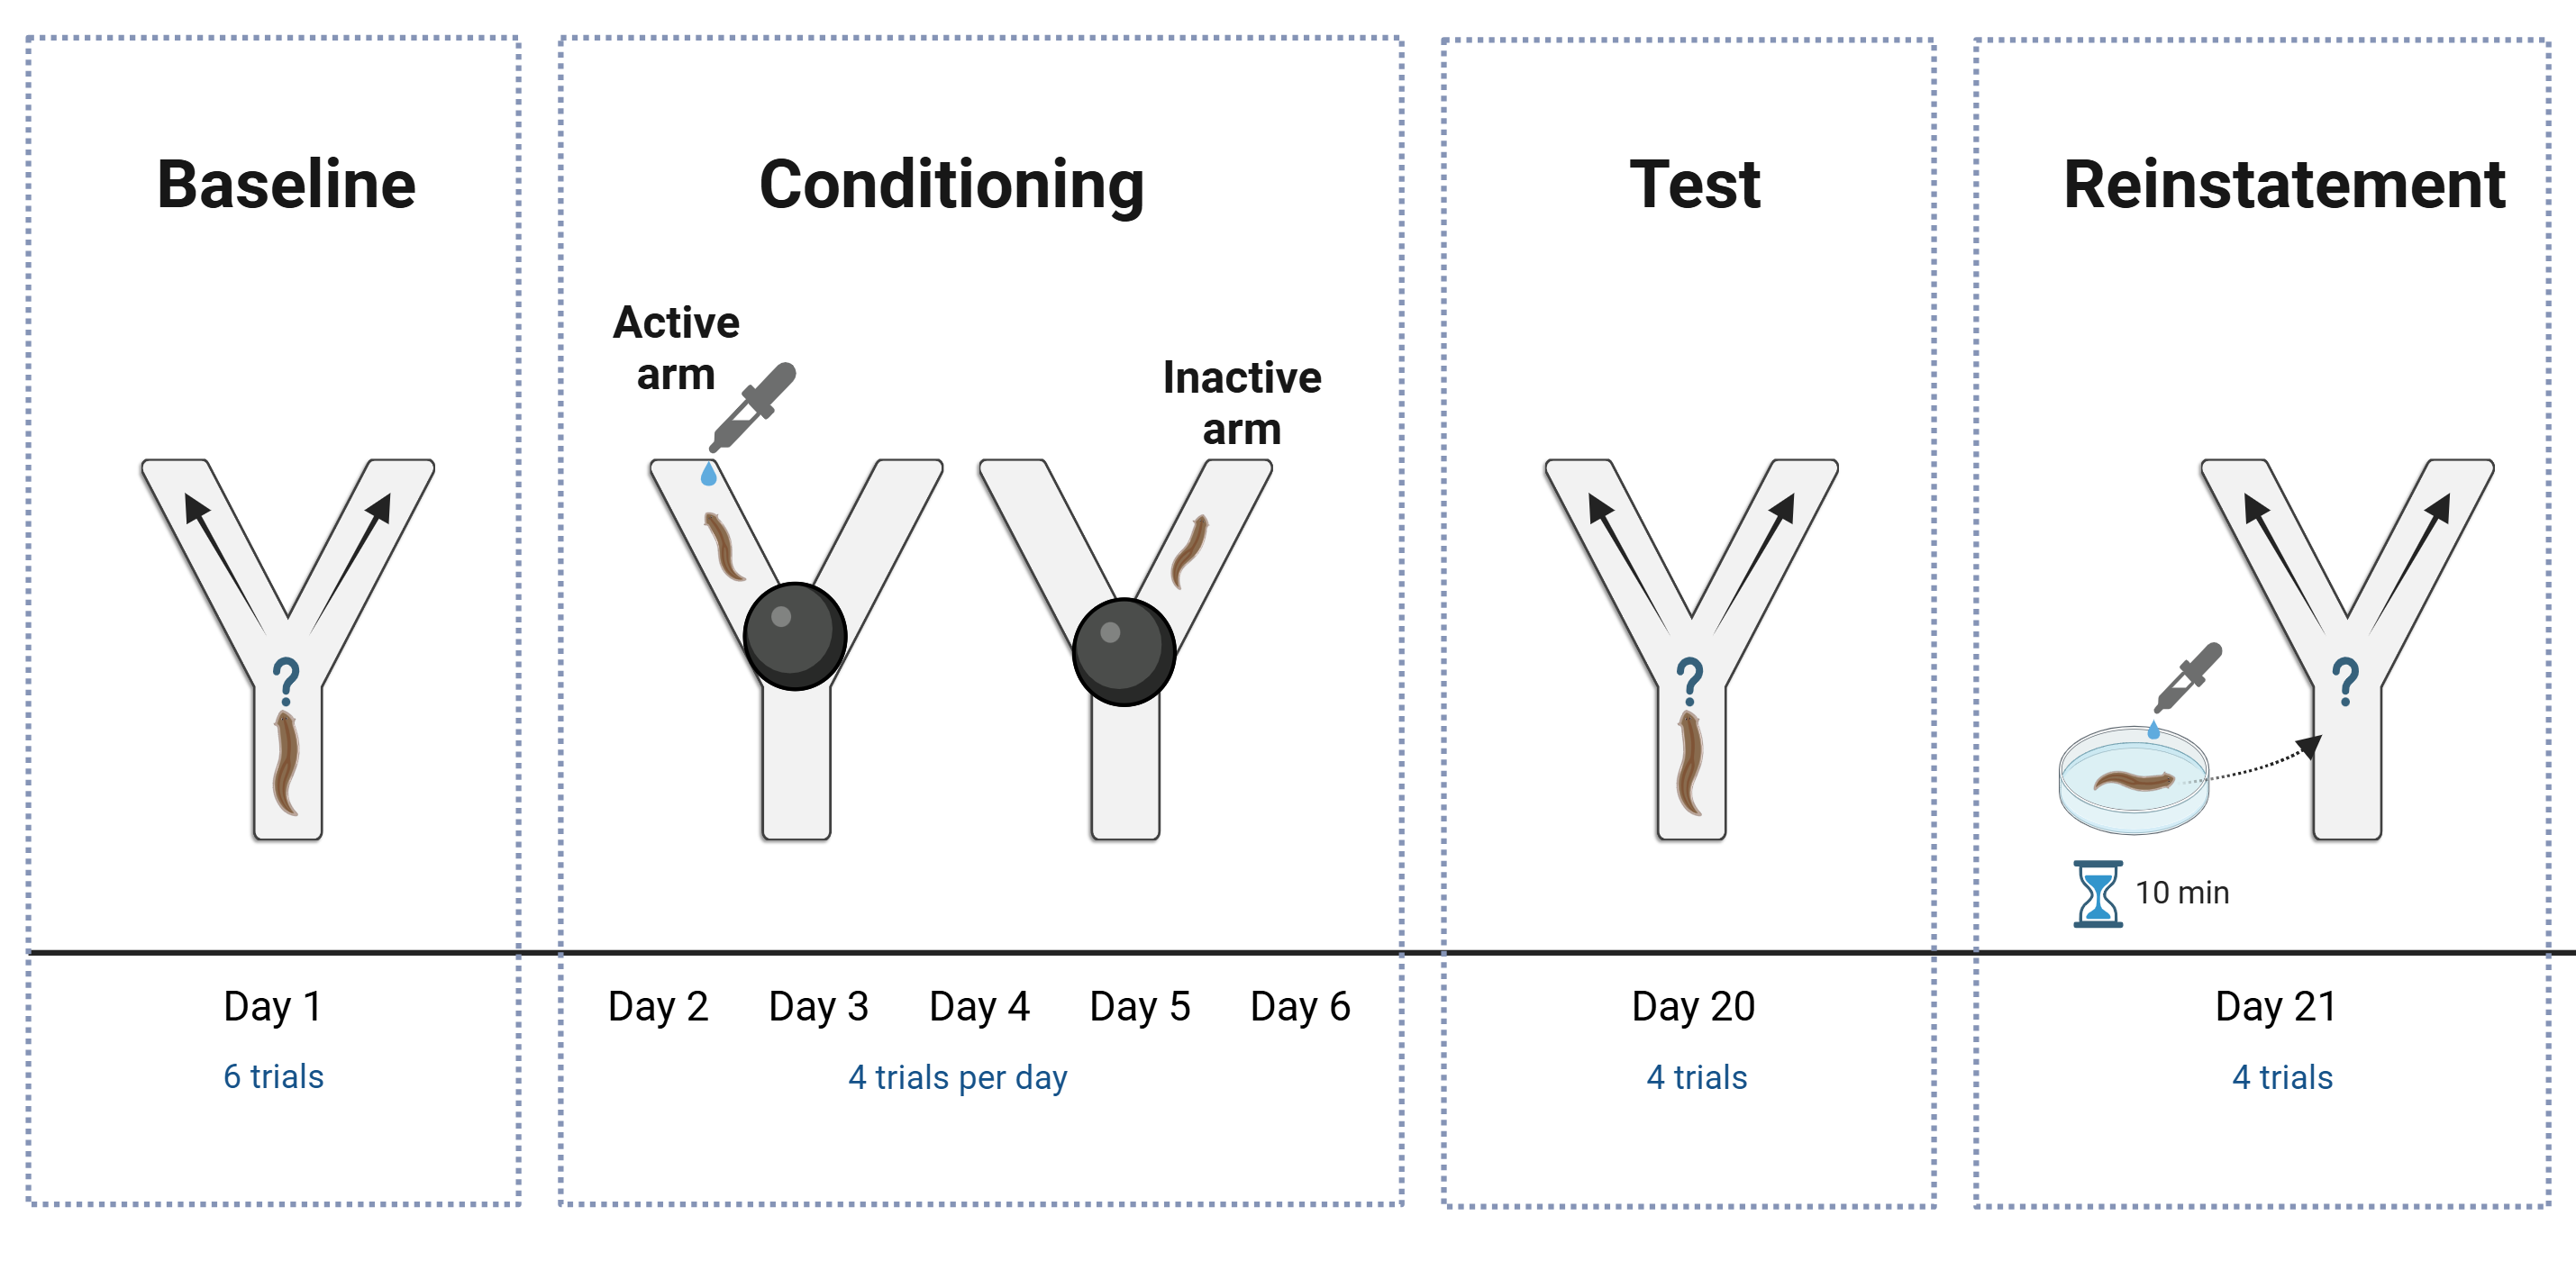 Baseline
Conditioning
Test
Reinstatement
Active
arm
Inactive
arm
?
?
?
10 min
Day 1
Day 2
Day 3
Day 4
Day 5
Day 6
Day 20
Day 21
6 trials
4 trials per day
4 trials
4 trials